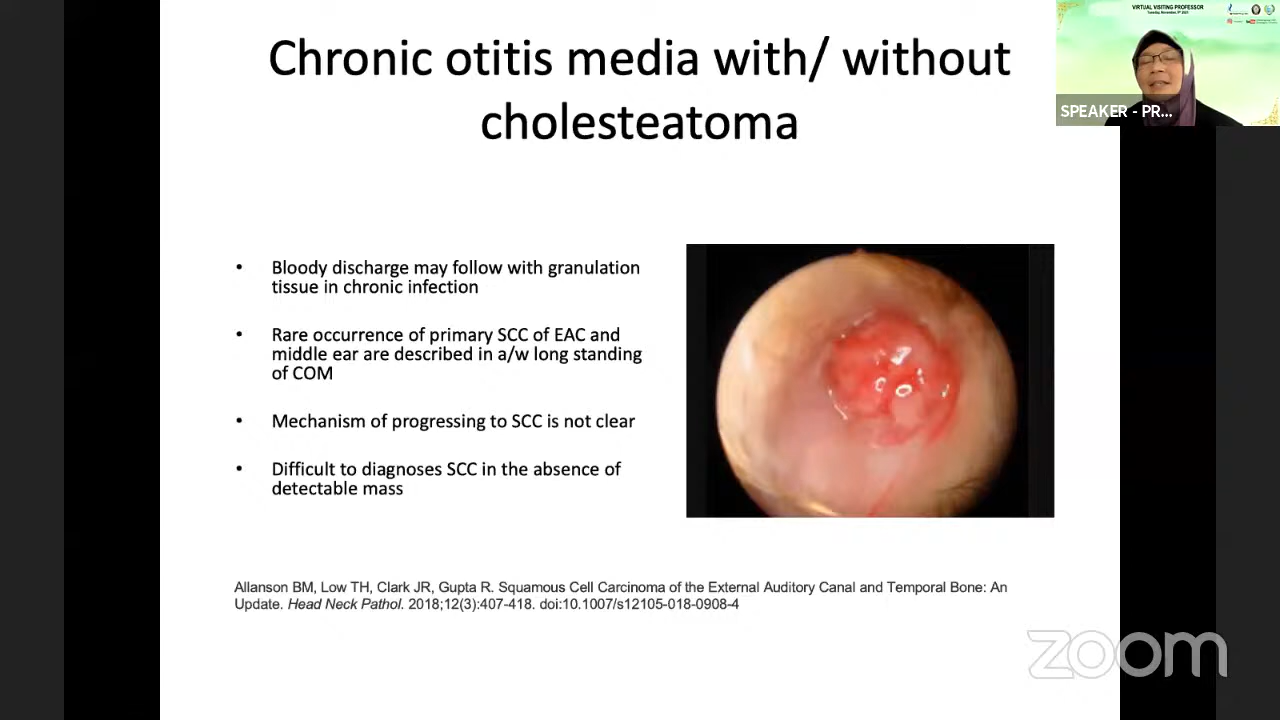 Chronic otitis media with/ without
cholesteatoma
VIRTUAL VISITING PROFESSOR
SPEAKER - PR...
• Bloody discharge may follow with granulation
tissue in chronic infection
• Rare occurrence of primary SCC of EAC and
middle ear are described in a/w long standing
of COM
• Mechanism of progressing to SCC is not clear
• Difficult to diagnoses SCC in the absence of
detectable mass
Allanson BM, Low TH, Clark JR, Gupta R. Squamous Cell Carcinoma of the External Auditory Canal and Temporal Bone: An
Update. Head Neck Pathol. 2018;12(3):407-418. doi:10.1007/s12105-018-0908-4
zoom